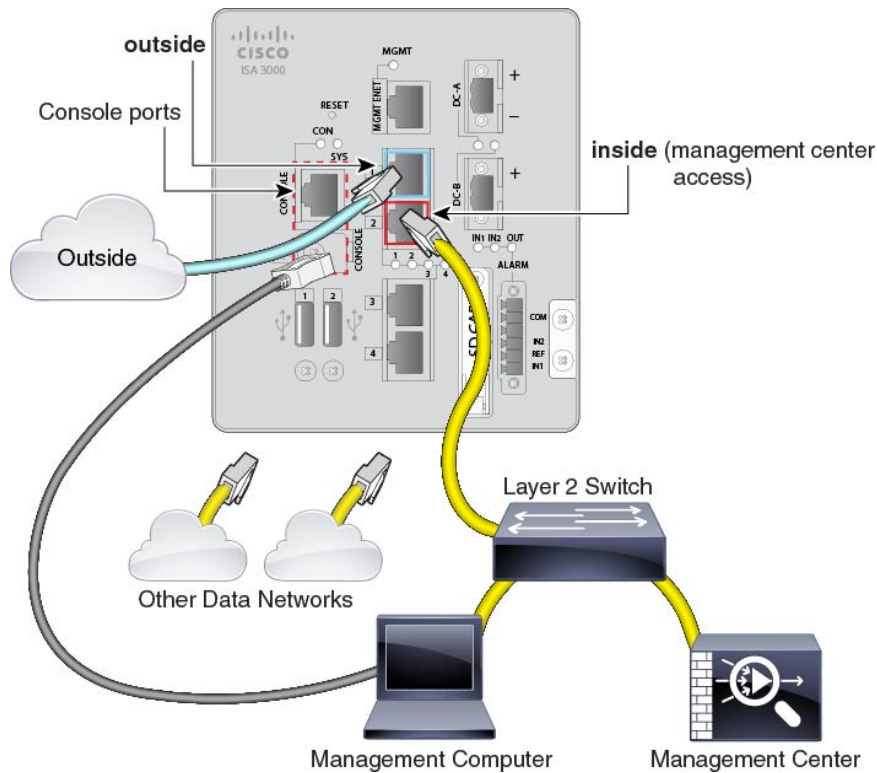 outside
Console ports
CISCO
ISA 3000
MGMT
MGMT ENET
RESET
CON
SYS
DC-A
+
−
inside (management center
access)
DC-B
+
CONSOLE
2
CONSOLE
Outside
IN1 IN2 OUT
1 2
3 4
ALARM
1 2
3
4
SD CAR
COM
IN2
REF
IN1
Layer 2 Switch
Other Data Networks
Management Computer
Management Center